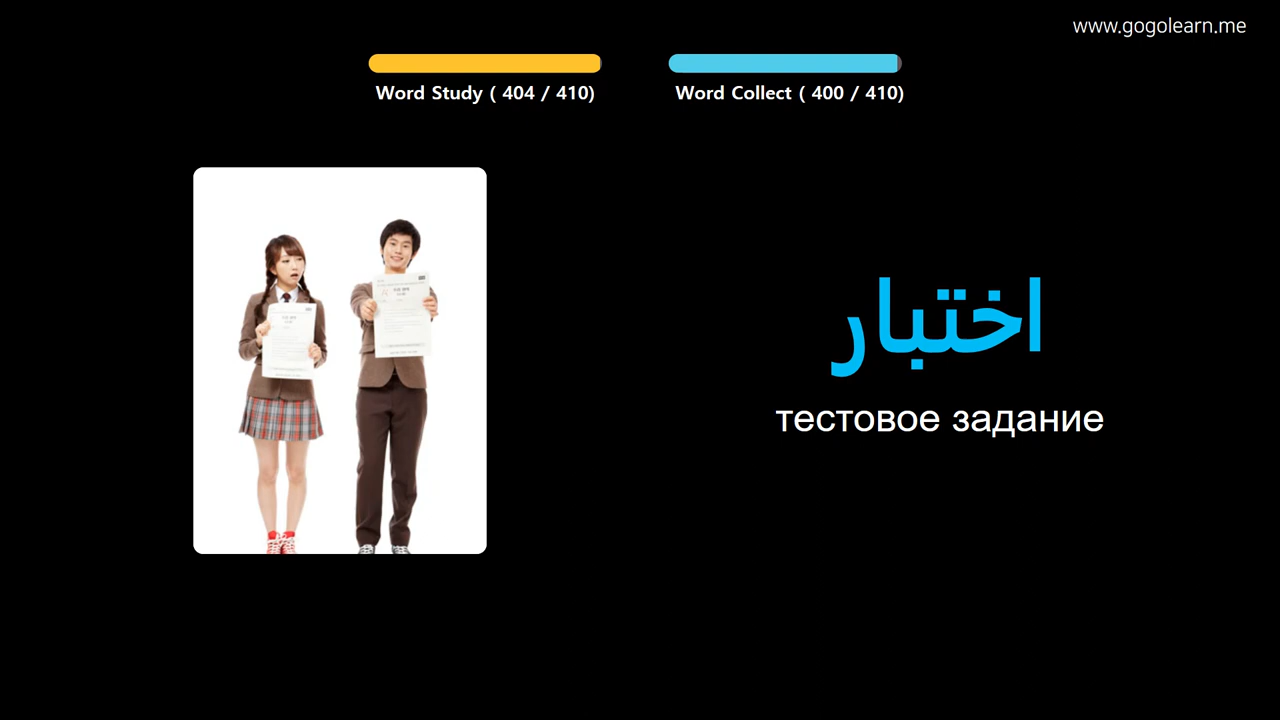 www.gogolearn.me
Word Study ( 404 / 410)
Word Collect ( 400 / 410)
اختبار
тестовое задание